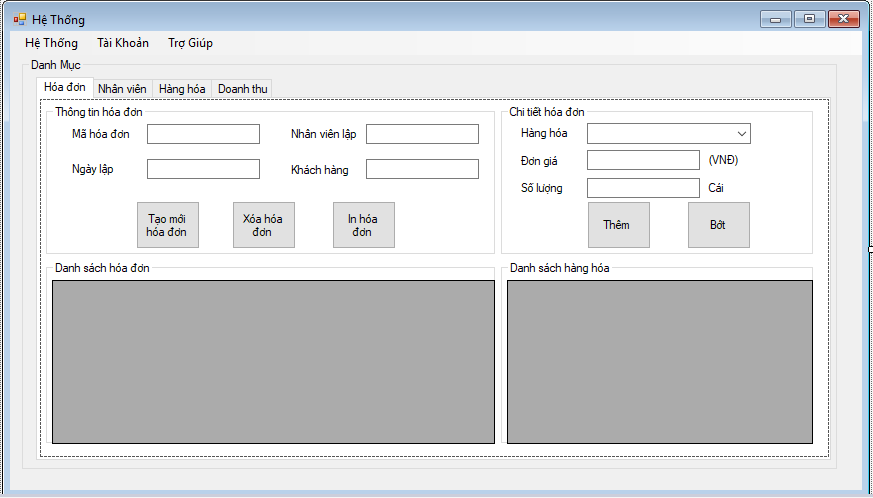 Hệ Thống
Hệ Thống Tài Khoản Trợ Giúp
Danh Mục
Hóa đơn Nhân viên Hàng hóa Doanh thu
Thông tin hóa đơn
Mã hóa đơn Nhân viên lập
Ngày lập Khách hàng
Tạo mới
hóa đơn
Xóa hóa
đơn
In hóa
đơn
Chi tiết hóa đơn
Hàng hóa
Đơn giá (VNĐ)
Số lượng Cái
Thêm Bớt
Danh sách hóa đơn
Danh sách hàng hóa